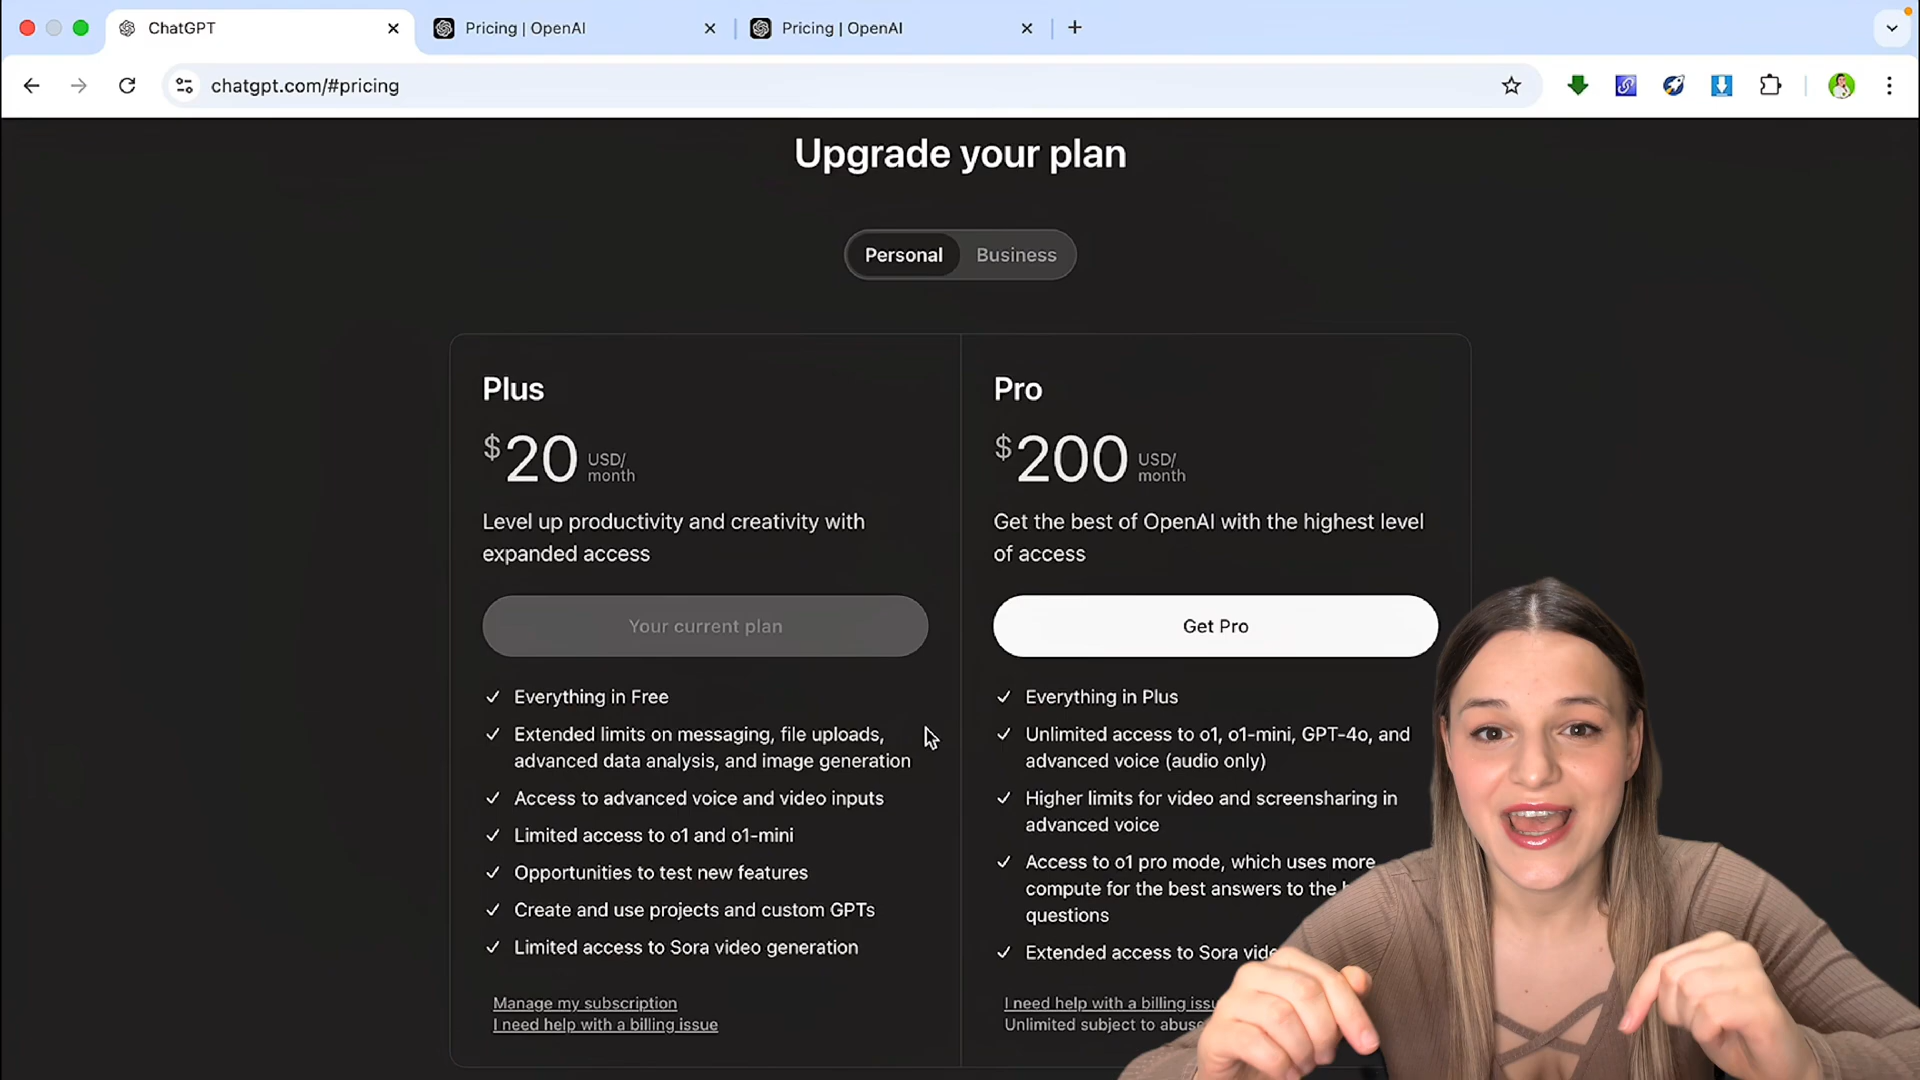 ChatGPT
Pricing | OpenAI
Pricing | OpenAI
chatgpt.com/#pricing
Upgrade your plan
Personal
Business
Plus
$20 USD/
month
Level up productivity and creativity with
expanded access
Your current plan
Everything in Free
Extended limits on messaging, file uploads,
advanced data analysis, and image generation
Access to advanced voice and video inputs
Limited access to o1 and o1-mini
Opportunities to test new features
Create and use projects and custom GPTs
Limited access to Sora video generation
Manage my subscription
I need help with a billing issue
Pro
$200 USD/
month
Get the best of OpenAI with the highest level
of access
Get Pro
Everything in Plus
Unlimited access to o1, o1-mini, GPT-4o, and
advanced voice (audio only)
Higher limits for video and screensharing in
advanced voice
Access to o1 pro mode, which uses more
compute for the best answers to the
questions
Extended access to Sora
I need help with a billing
Unlimited subject to abuse